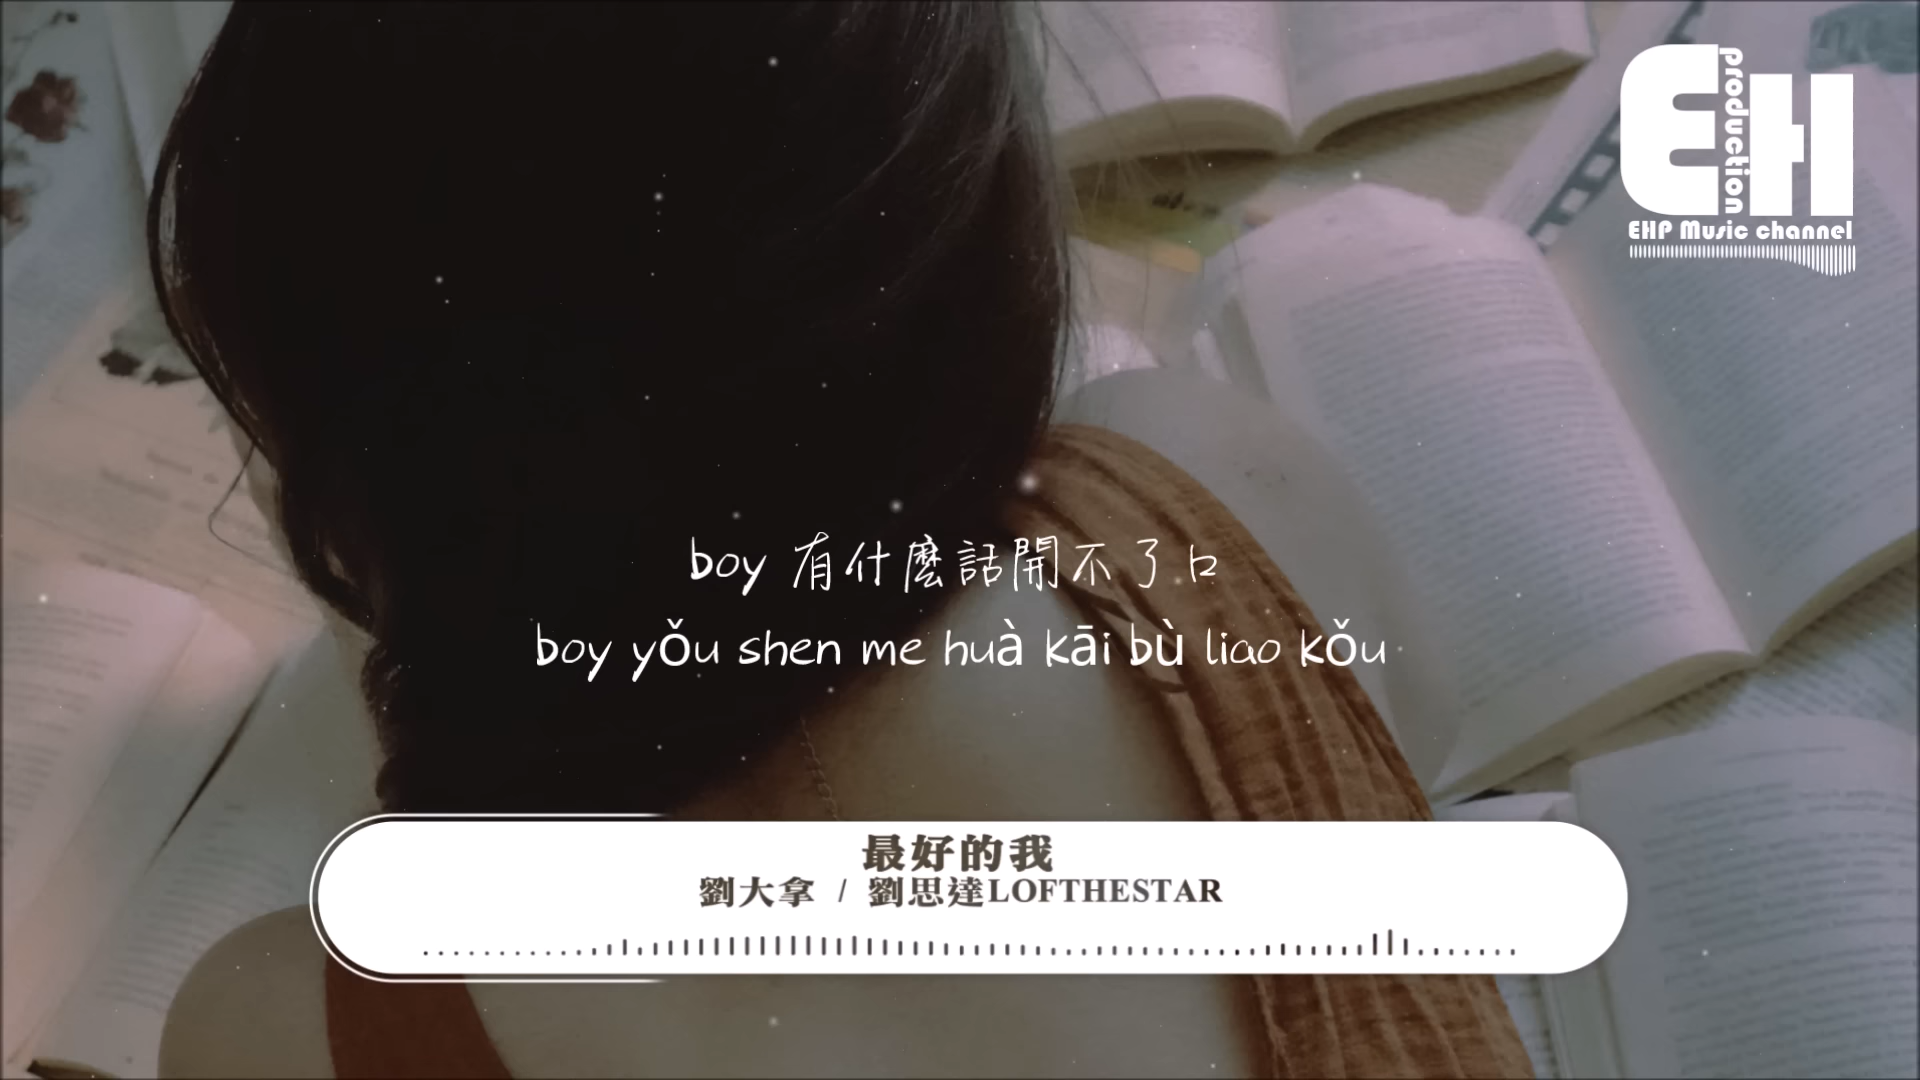 EH
production
EHP Music channel
boy 有什麼話開不了口
boy yǒu shen me huà kāi bù liao kǒu
最好的我
劉大拿 / 劉思達LOFTHESTAR